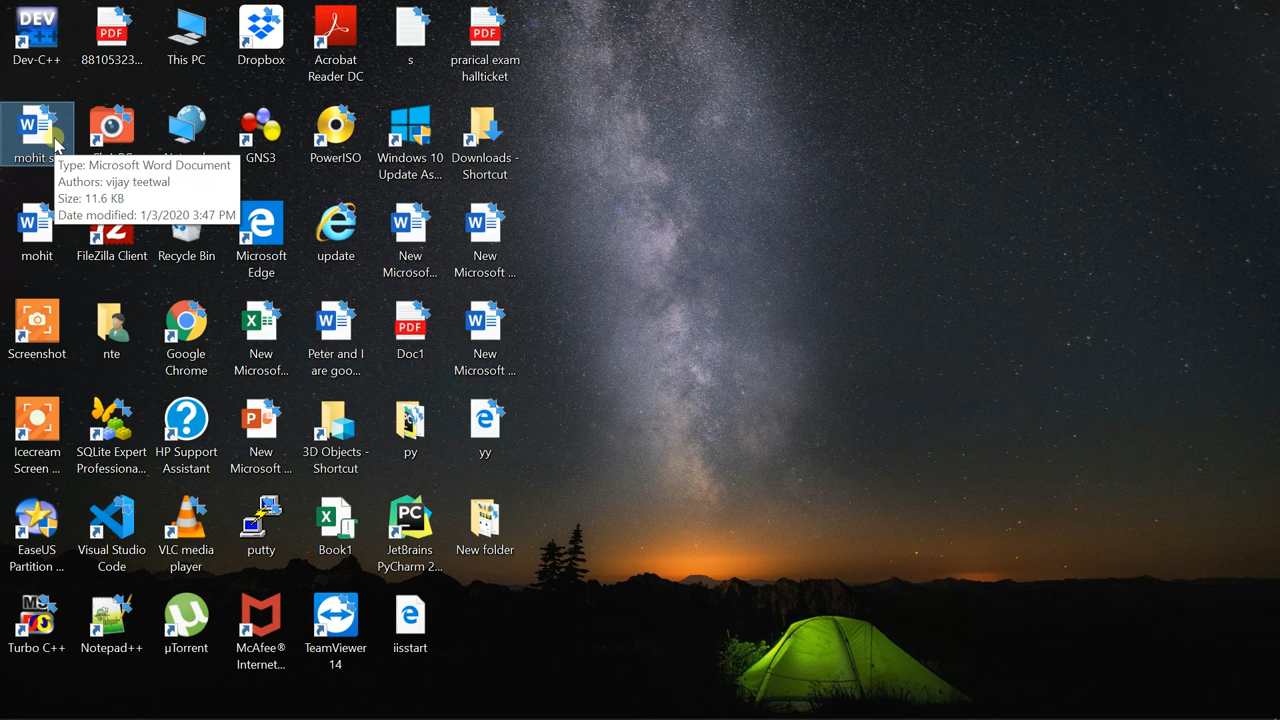 Dev-C++
88105323...
This PC
Dropbox
Acrobat
Reader DC
s
prarical exam
hallticket
mohit s
GNS3
PowerISO
Windows 10
Update As...
Downloads -
Shortcut
Type: Microsoft Word Document
Authors: vijay teetwal
Size: 11.6 KB
Date modified: 1/3/2020 3:47 PM
mohit
FileZilla Client
Recycle Bin
Microsoft
Edge
update
New
Microsof...
New
Microsoft ...
Screenshot
nte
Google
Chrome
New
Microsof...
Peter and I
are goo...
Doc1
New
Microsoft ...
Icecream
Screen ...
SQLite Expert
Professiona...
HP Support
Assistant
New
Microsoft ...
3D Objects -
Shortcut
py
yy
EaseUS
Partition ...
Visual Studio
Code
VLC media
player
putty
Book1
JetBrains
PyCharm 2...
New folder
Turbo C++
Notepad++
µTorrent
McAfee®
Internet...
TeamViewer
14
iisstart